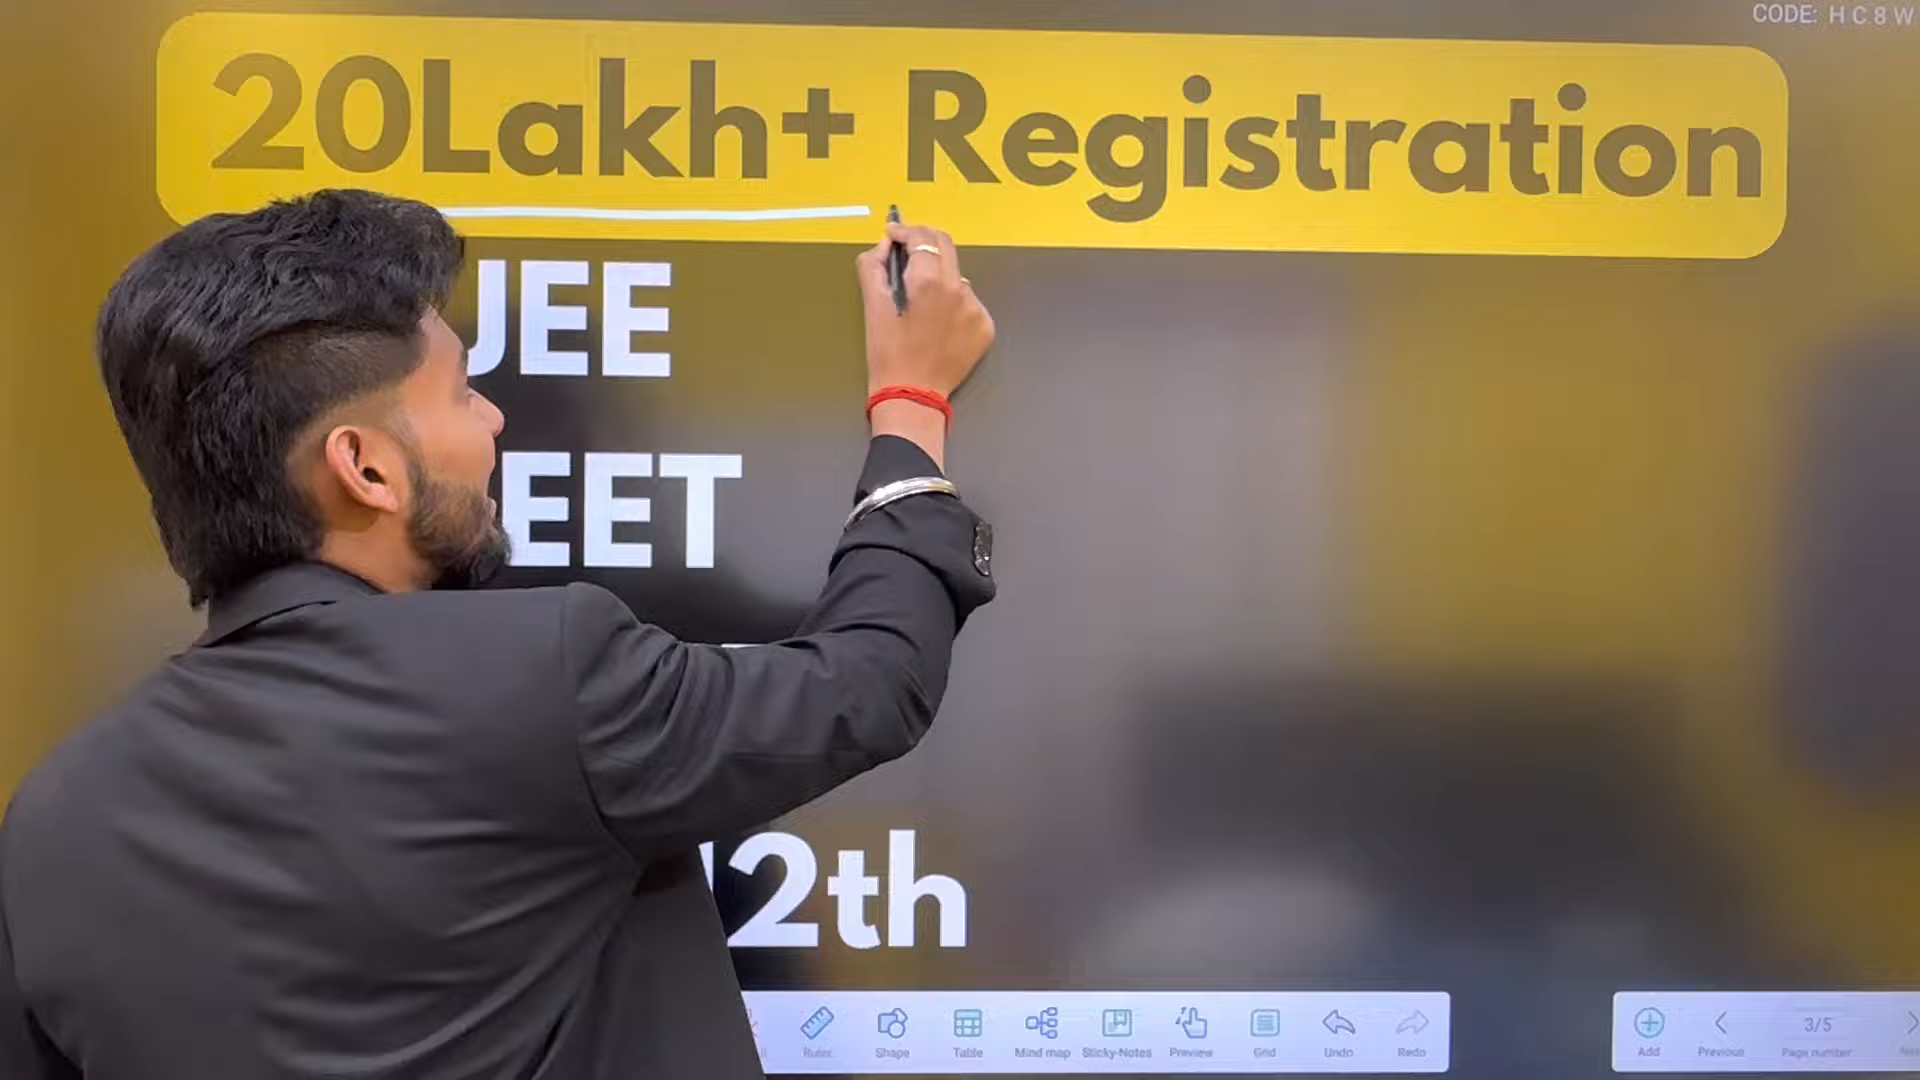 CODE: H C 8 W
20Lakh+ Registration
JEE
EET
12th
Ruler
Shape
Table
Mind map
Sticky-Notes
Preview
Grid
Undo
Redo
Add
Previous
3/5
Page number